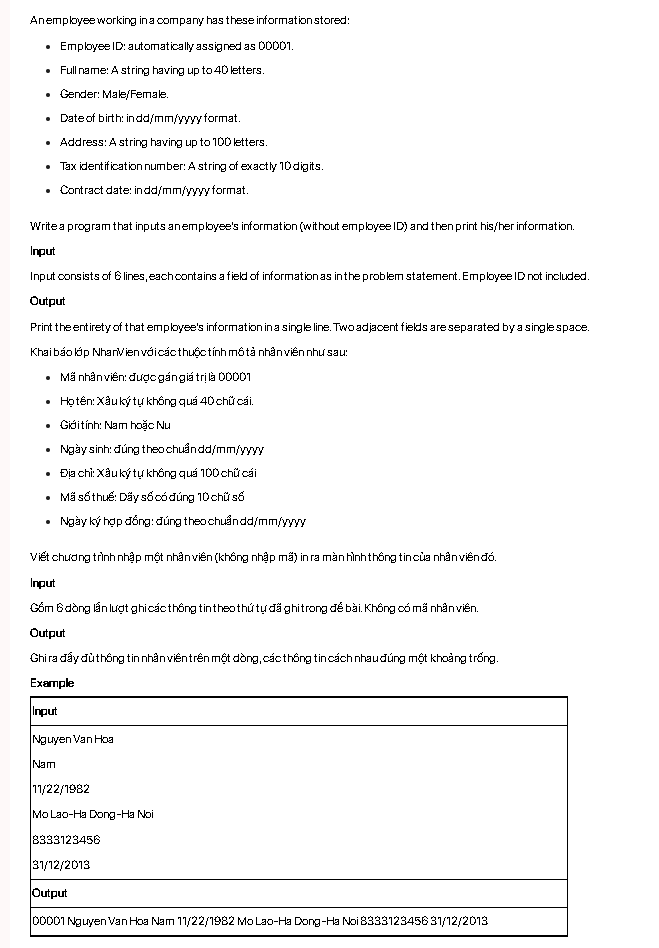 An employee working in a company has these information stored:
• Employee ID: automatically assigned as 00001.
• Full name: A string having up to 40 letters.
• Gender: Male/Female.
• Date of birth: in dd/mm/yyyy format.
• Address: A string having up to 100 letters.
• Tax identification number: A string of exactly 10 digits.
• Contract date: in dd/mm/yyyy format.
Write a program that inputs an employee's information (without employee ID) and then print his/her information.
Input
Input consists of 6 lines, each contains a field of information as in the problem statement. Employee ID not included.
Output
Print the entirety of that employee's information in a single line. Two adjacent fields are separated by a single space.
Khai báo lớp NhanVien với các thuộc tính mô tả nhân viên như sau:
• Mã nhân viên: được gán giá trị là 00001
• Họ tên: Xâu ký tự không quá 40 chữ cái.
• Giới tính: Nam hoặc Nu
• Ngày sinh: đúng theo chuẩn dd/mm/yyyy
• Địa chỉ: Xâu ký tự không quá 100 chữ cái
• Mã số thuế: Dãy số có đúng 10 chữ số
• Ngày ký hợp đồng: đúng theo chuẩn dd/mm/yyyy
Viết chương trình nhập một nhân viên (không nhập mã) in ra màn hình thông tin của nhân viên đó.
Input
Gồm 6 dòng lần lượt ghi các thông tin theo thứ tự đã ghi trong đề bài. Không có mã nhân viên.
Output
Ghi ra đầy đủ thông tin nhân viên trên một dòng, các thông tin cách nhau đúng một khoảng trống.
Example
Input
Nguyen Van Hoa
Nam
11/22/1982
Mo Lao-Ha Dong-Ha Noi
8333123456
31/12/2013
Output
00001 Nguyen Van Hoa Nam 11/22/1982 Mo Lao-Ha Dong-Ha Noi 8333123456 31/12/2013